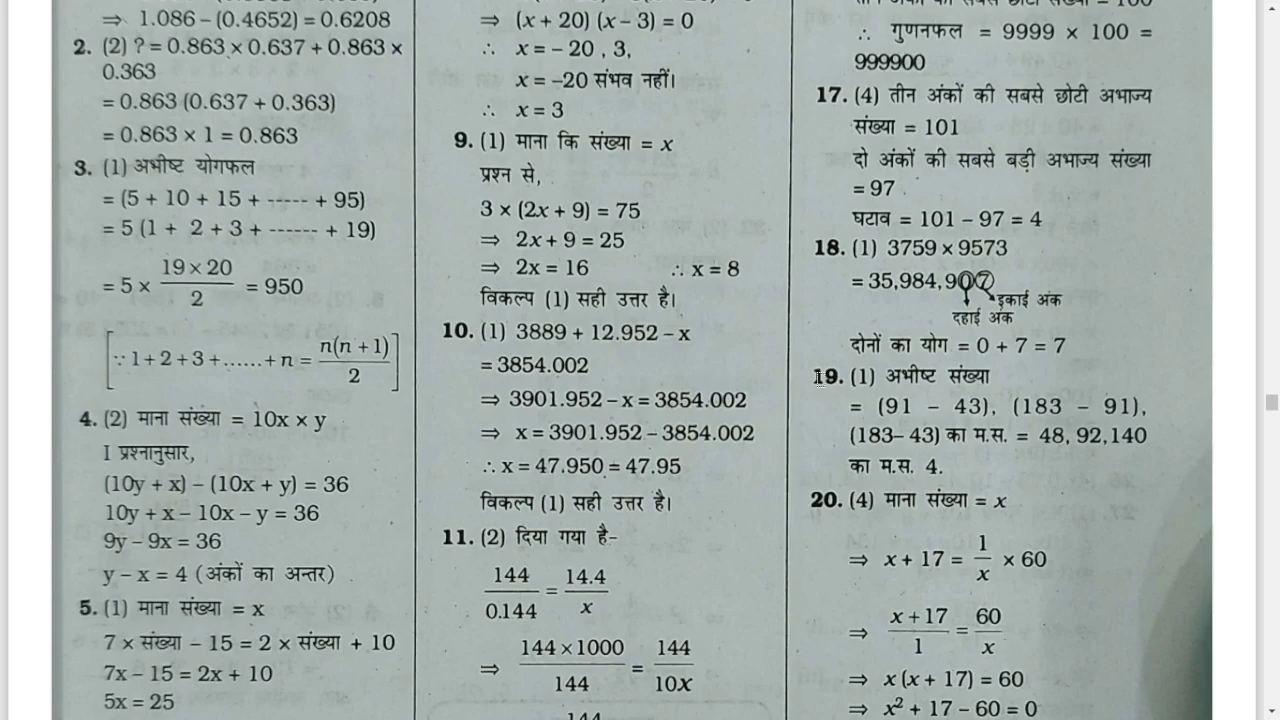 ⇒ 1.086 – (0.4652) = 0.6208
2. (2) ? = 0.863 × 0.637 + 0.863 ×
0.363
= 0.863 (0.637 + 0.363)
= 0.863 × 1 = 0.863
3. (1) अभीष्ट योगफल
= (5 + 10 + 15 + ----- + 95)
= 5 (1 + 2 + 3 + ------ + 19)
= 5 × 19 × 20 / 2 = 950
[∵ 1 + 2 + 3 + ...... + n = n(n + 1) / 2]
4. (2) माना संख्या = 10x × y
I प्रश्नानुसार,
(10y + x) – (10x + y) = 36
10y + x – 10x – y = 36
9y – 9x = 36
y – x = 4 (अंकों का अन्तर)
5. (1) माना संख्या = x
7 × संख्या – 15 = 2 × संख्या + 10
7x – 15 = 2x + 10
5x = 25
⇒ (x + 20) (x – 3) = 0
∴ x = – 20 , 3,
x = –20 संभव नहीं।
∴ x = 3
9. (1) माना कि संख्या = x
प्रश्न से,
3 × (2x + 9) = 75
⇒ 2x + 9 = 25
⇒ 2x = 16 ∴ x = 8
विकल्प (1) सही उत्तर है।
10. (1) 3889 + 12.952 – x
= 3854.002
⇒ 3901.952 – x = 3854.002
⇒ x = 3901.952 – 3854.002
∴ x = 47.950 = 47.95
विकल्प (1) सही उत्तर है।
11. (2) दिया गया है-
144 / 0.144 = 14.4 / x
⇒ 144 × 1000 / 144 = 144 / 10x
144
∴ गुणनफल = 9999 × 100 =
999900
17. (4) तीन अंकों की सबसे छोटी अभाज्य
संख्या = 101
दो अंकों की सबसे बड़ी अभाज्य संख्या
= 97
घटाव = 101 – 97 = 4
18. (1) 3759 × 9573
= 35,984,907
इकाई अंक
दहाई अंक
दोनों का योग = 0 + 7 = 7
19. (1) अभीष्ट संख्या
= (91 – 43), (183 – 91),
(183– 43) का म.स. = 48, 92,140
का म.स. 4.
20. (4) माना संख्या = x
⇒ x + 17 = 1 / x × 60
⇒ x + 17 / 1 = 60 / x
⇒ x (x + 17) = 60
⇒ x² + 17 – 60 = 0